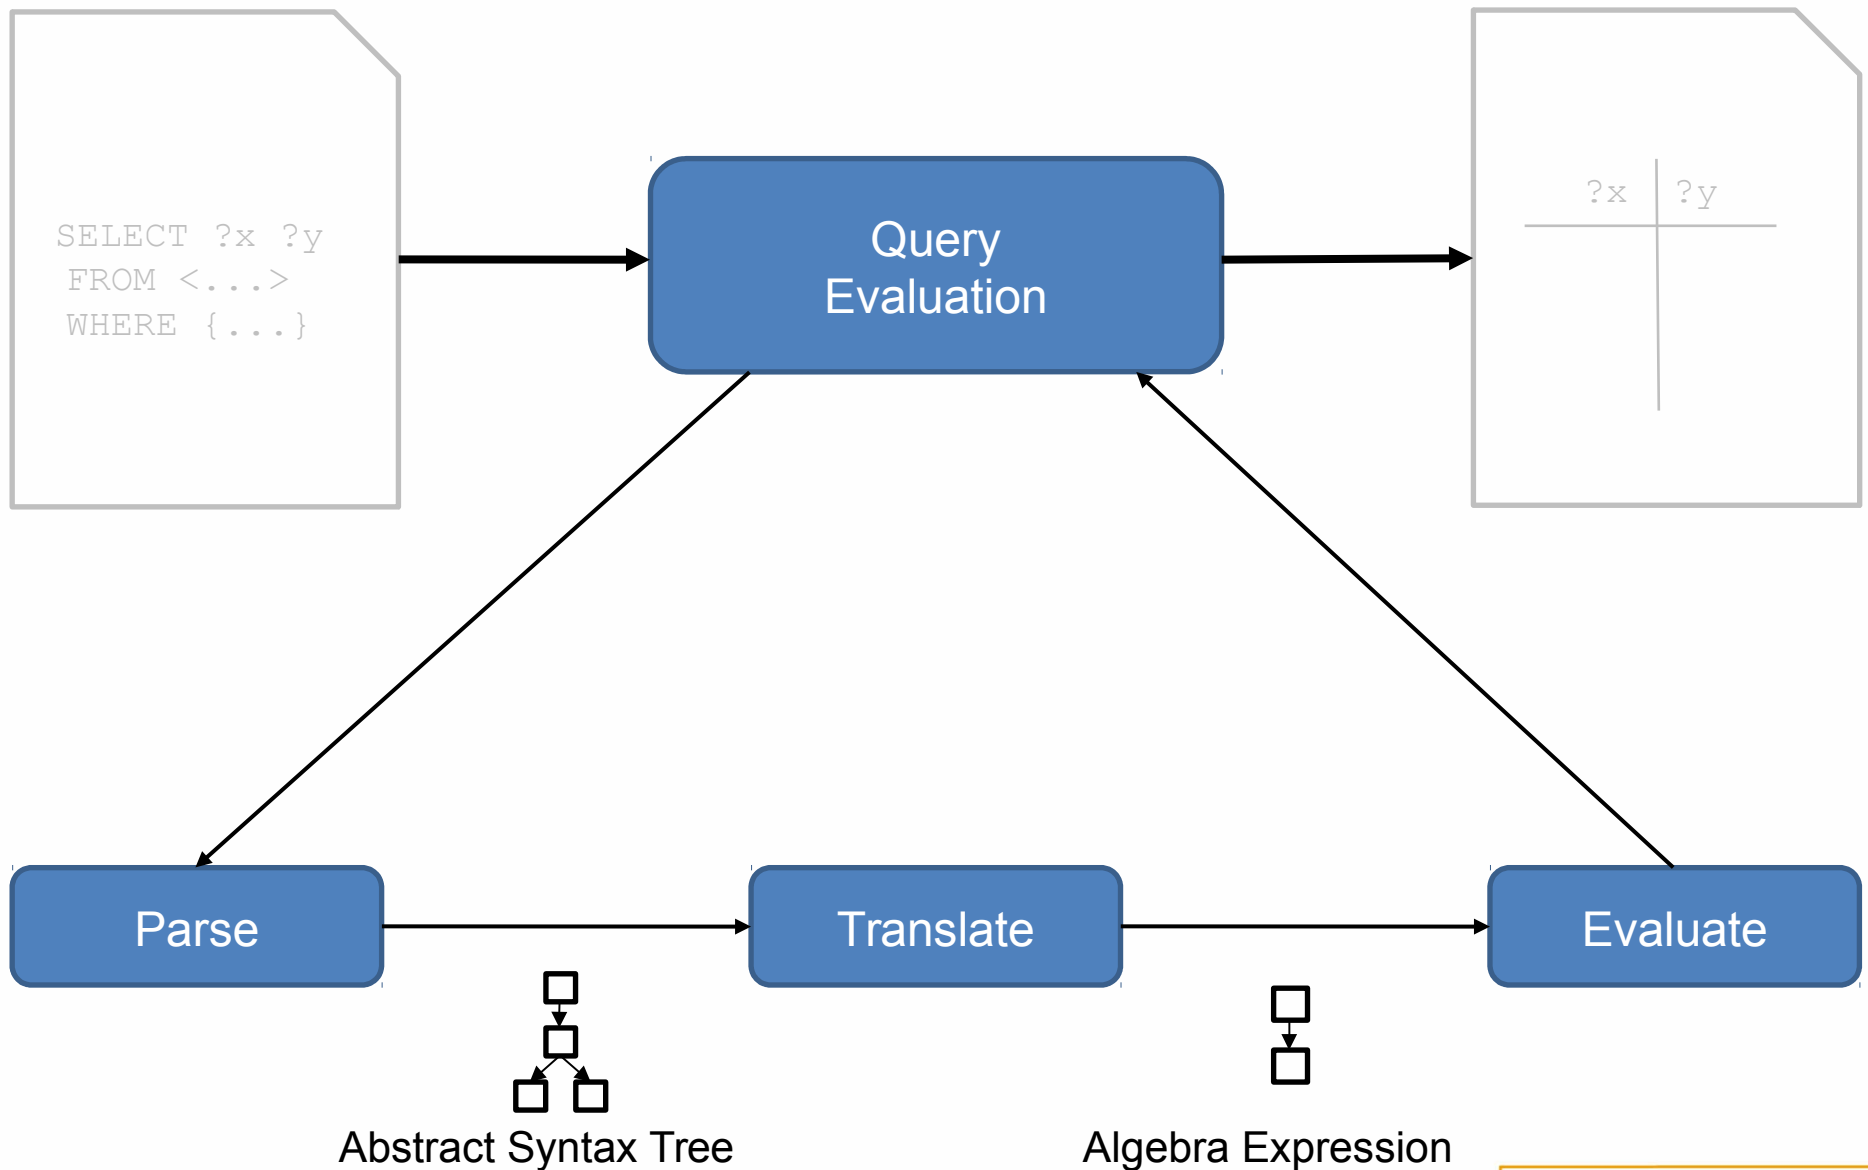 SELECT ?x ?y
FROM <...>
WHERE {...}
Query
Evaluation
?x ?y
Parse
Translate
Evaluate
Abstract Syntax Tree
Algebra Expression